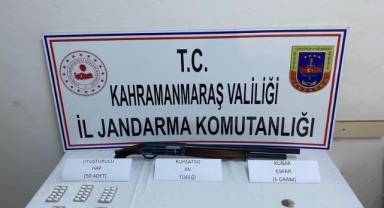 T.C.
KAHRAMANMARAŞ VALİLİĞİ
İL JANDARMA KOMUTANLIĞI
UYUŞTURUCU
HAP
(50 ADET)
RUHSATSIZ
AV
TÜFEĞİ
KUBAR
ESRAR
(5 GRAM)